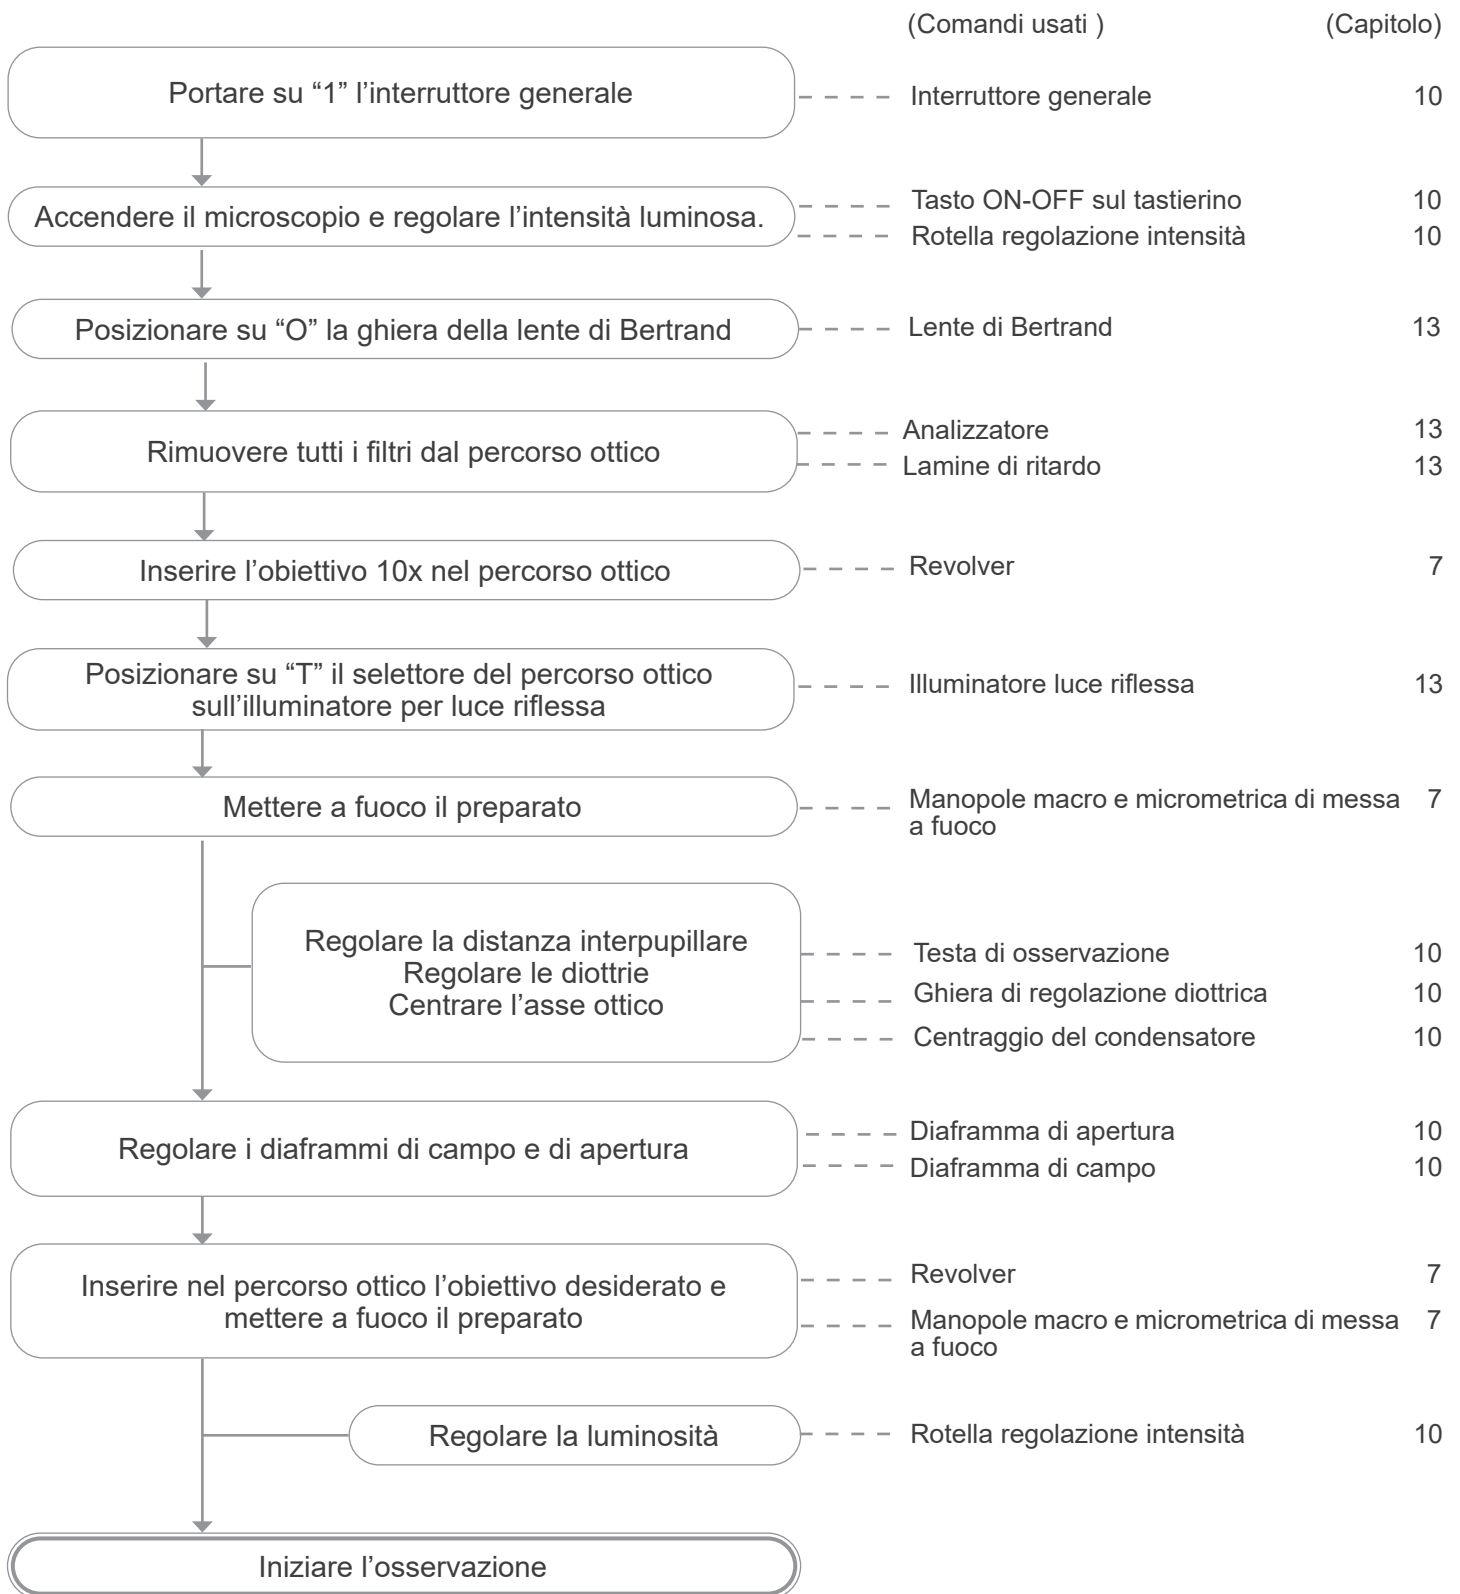 (Comandi usati ) (Capitolo)
Portare su “1” l’interruttore generale Interruttore generale 10
Accendere il microscopio e regolare l’intensità luminosa. Tasto ON-OFF sul tastierino 10
Rotella regolazione intensità 10
Posizionare su “O” la ghiera della lente di Bertrand Lente di Bertrand 13
Rimuovere tutti i filtri dal percorso ottico Analizzatore 13
Lamine di ritardo 13
Inserire l’obiettivo 10x nel percorso ottico Revolver 7
Posizionare su “T” il selettore del percorso ottico
sull’illuminatore per luce riflessa
Illuminatore luce riflessa 13
Mettere a fuoco il preparato Manopole macro e micrometrica di messa 7
a fuoco
Regolare la distanza interpupillare
Regolare le diottrie
Centrare l’asse ottico
Testa di osservazione 10
Ghiera di regolazione diottrica 10
Centraggio del condensatore 10
Regolare i diaframmi di campo e di apertura Diaframma di apertura 10
Diaframma di campo 10
Inserire nel percorso ottico l’obiettivo desiderato e
mettere a fuoco il preparato
Revolver 7
Manopole macro e micrometrica di messa 7
a fuoco
Regolare la luminosità Rotella regolazione intensità 10
Iniziare l’osservazione